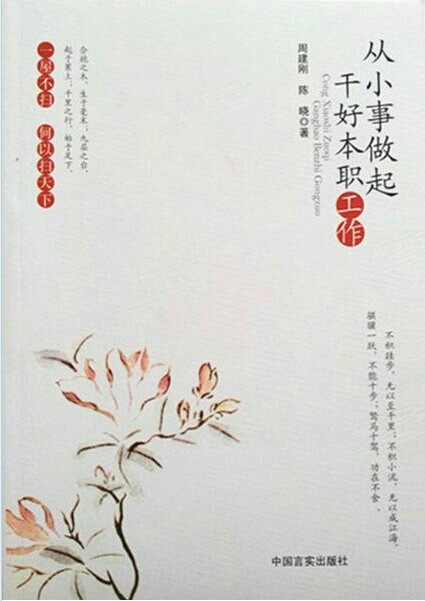 从小事做起
干好本职工作
Cong Xiaoshi Zuoqi
Ganghao Benzhi Gongzuo
周建刚 陈 晓◎著
合抱之木，生于毫末；九层之台，
起于累土；千里之行，始于足下。
一屋不扫 何以扫天下
不积跬步，无以至千里；不积小流，无以成江海。
骐骥一跃，不能十步；驽马十驾，功在不舍。
中国言实出版社